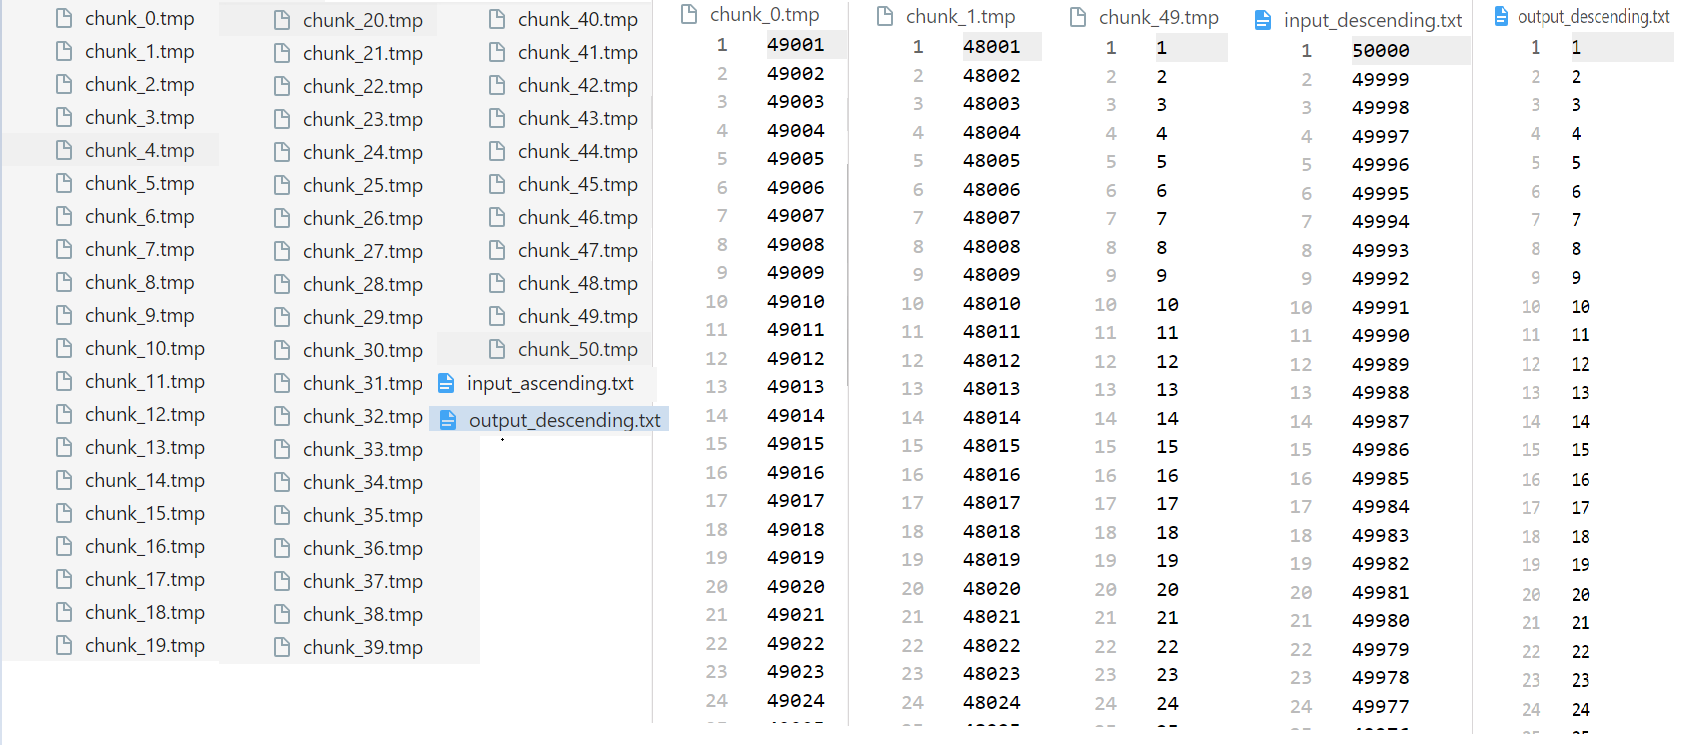 chunk_0.tmp
chunk_1.tmp
chunk_2.tmp
chunk_3.tmp
chunk_4.tmp
chunk_5.tmp
chunk_6.tmp
chunk_7.tmp
chunk_8.tmp
chunk_9.tmp
chunk_10.tmp
chunk_11.tmp
chunk_12.tmp
chunk_13.tmp
chunk_14.tmp
chunk_15.tmp
chunk_16.tmp
chunk_17.tmp
chunk_18.tmp
chunk_19.tmp
chunk_20.tmp
chunk_21.tmp
chunk_22.tmp
chunk_23.tmp
chunk_24.tmp
chunk_25.tmp
chunk_26.tmp
chunk_27.tmp
chunk_28.tmp
chunk_29.tmp
chunk_30.tmp
chunk_31.tmp
chunk_32.tmp
chunk_33.tmp
chunk_34.tmp
chunk_35.tmp
chunk_36.tmp
chunk_37.tmp
chunk_38.tmp
chunk_39.tmp
chunk_40.tmp
chunk_41.tmp
chunk_42.tmp
chunk_43.tmp
chunk_44.tmp
chunk_45.tmp
chunk_46.tmp
chunk_47.tmp
chunk_48.tmp
chunk_49.tmp
chunk_50.tmp
input_ascending.txt
output_descending.txt
chunk_0.tmp
1 49001
2 49002
3 49003
4 49004
5 49005
6 49006
7 49007
8 49008
9 49009
10 49010
11 49011
12 49012
13 49013
14 49014
15 49015
16 49016
17 49017
18 49018
19 49019
20 49020
21 49021
22 49022
23 49023
24 49024
chunk_1.tmp
1 48001
2 48002
3 48003
4 48004
5 48005
6 48006
7 48007
8 48008
9 48009
10 48010
11 48011
12 48012
13 48013
14 48014
15 48015
16 48016
17 48017
18 48018
19 48019
20 48020
21 48021
22 48022
23 48023
24 48024
chunk_49.tmp
1 1
2 2
3 3
4 4
5 5
6 6
7 7
8 8
9 9
10 10
11 11
12 12
13 13
14 14
15 15
16 16
17 17
18 18
19 19
20 20
21 21
22 22
23 23
24 24
input_descending.txt
1 50000
2 49999
3 49998
4 49997
5 49996
6 49995
7 49994
8 49993
9 49992
10 49991
11 49990
12 49989
13 49988
14 49987
15 49986
16 49985
17 49984
18 49983
19 49982
20 49981
21 49980
22 49979
23 49978
24 49977
output_descending.txt
1 1
2 2
3 3
4 4
5 5
6 6
7 7
8 8
9 9
10 10
11 11
12 12
13 13
14 14
15 15
16 16
17 17
18 18
19 19
20 20
21 21
22 22
23 23
24 24